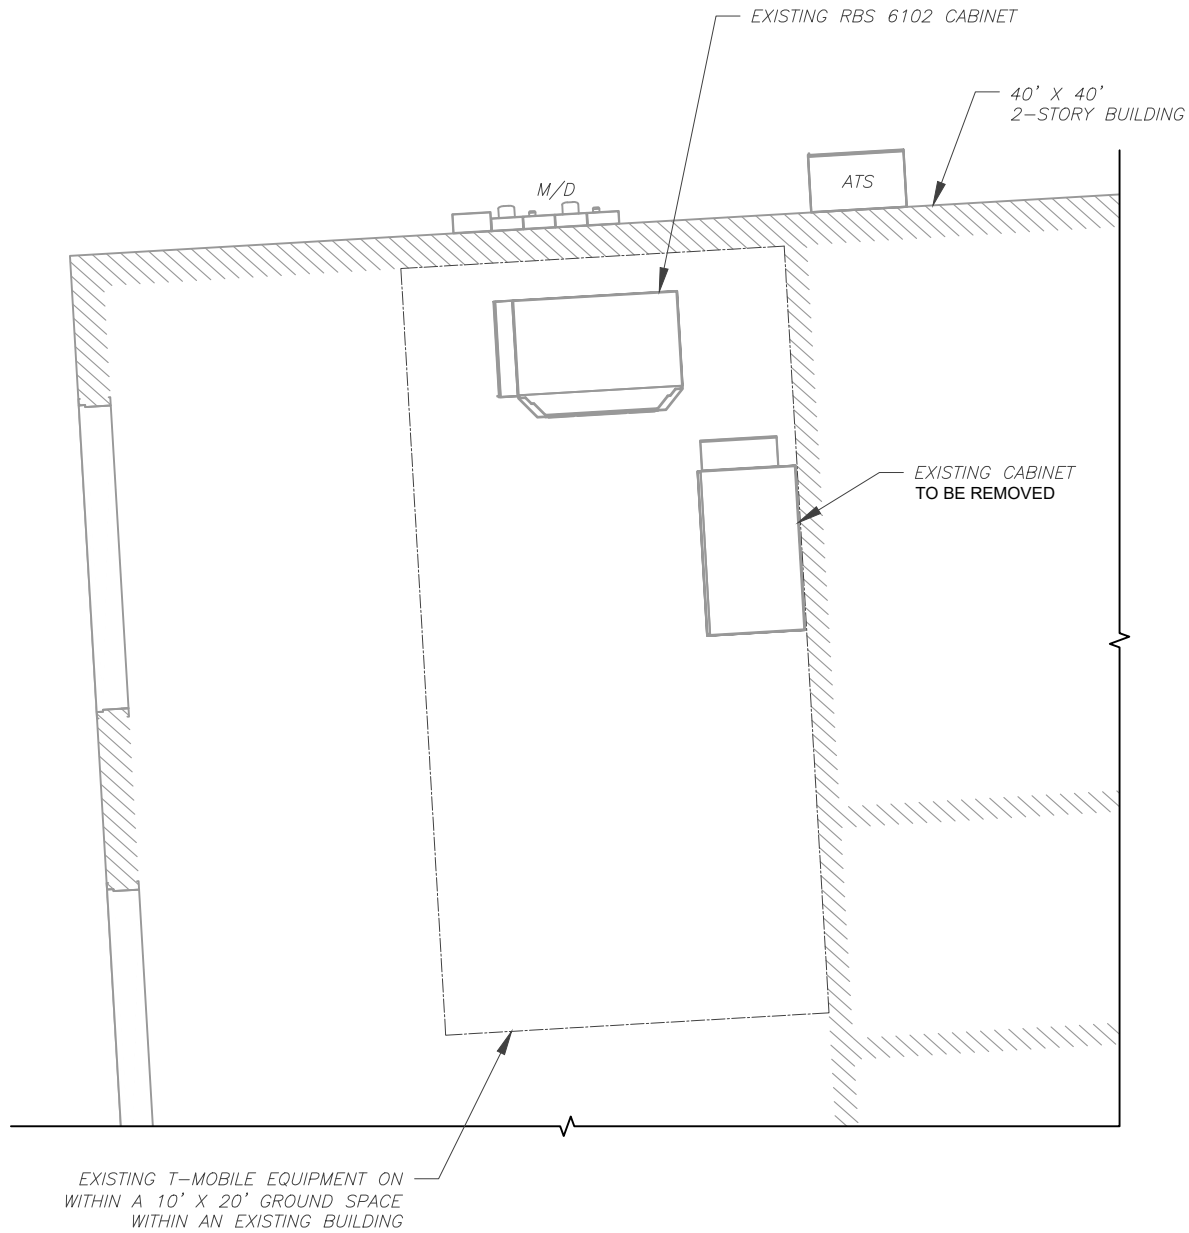 EXISTING RBS 6102 CABINET
40' X 40'
2-STORY BUILDING
ATS
M/D
EXISTING CABINET
TO BE REMOVED
EXISTING T-MOBILE EQUIPMENT ON
WITHIN A 10' X 20' GROUND SPACE
WITHIN AN EXISTING BUILDING